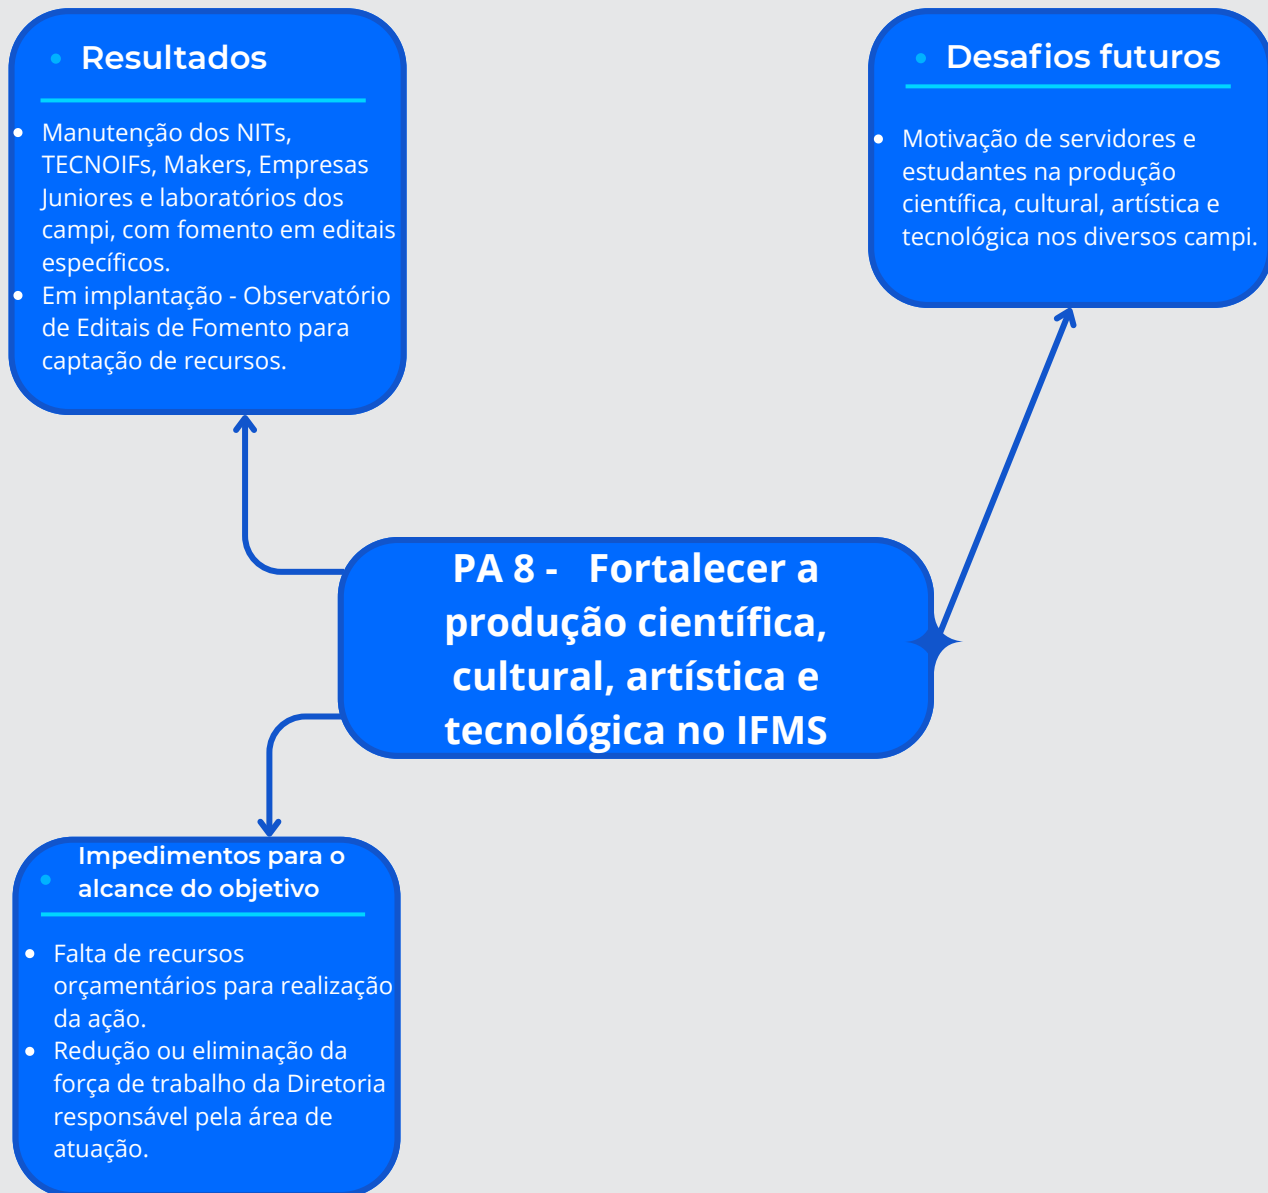 Resultados
Manutenção dos NITs,
TECNOIFs, Makers, Empresas
Juniores e laboratórios dos
campi, com fomento em editais
específicos.
Em implantação - Observatório
de Editais de Fomento para
captação de recursos.
Desafios futuros
Motivação de servidores e
estudantes na produção
científica, cultural, artística e
tecnológica nos diversos campi.
PA 8 -   Fortalecer a
produção científica,
cultural, artística e
tecnológica no IFMS
Impedimentos para o
alcance do objetivo
Falta de recursos
orçamentários para realização
da ação.
Redução ou eliminação da
força de trabalho da Diretoria
responsável pela área de
atuação.